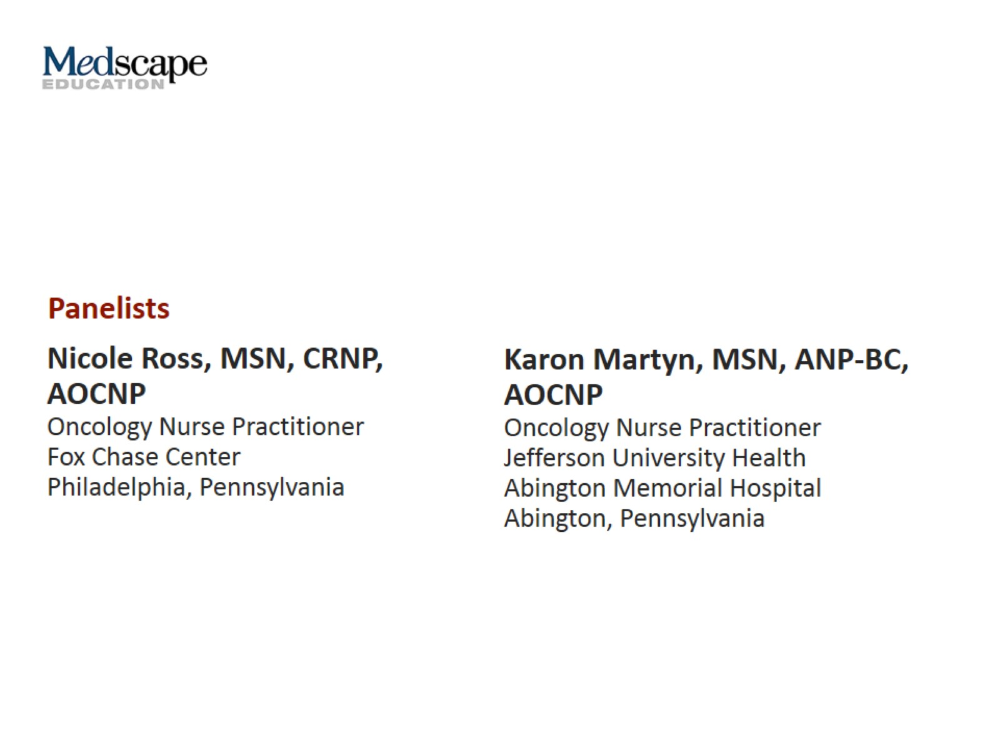 Medscape
EDUCATION
Panelists
Nicole Ross, MSN, CRNP,
AOCNP
Oncology Nurse Practitioner
Fox Chase Center
Philadelphia, Pennsylvania
Karon Martyn, MSN, ANP-BC,
AOCNP
Oncology Nurse Practitioner
Jefferson University Health
Abington Memorial Hospital
Abington, Pennsylvania